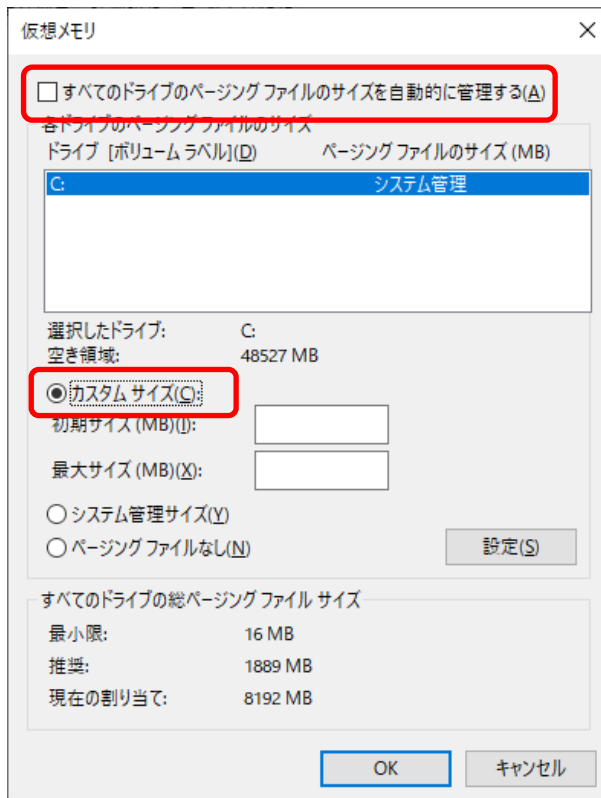 仮想メモリ
すべてのドライブのページング ファイルのサイズを自動的に管理する(A)
各ドライブのページング ファイルのサイズ
ドライブ [ボリューム ラベル](D) ページング ファイルのサイズ (MB)
C: システム管理
選択したドライブ: C:
空き領域: 48527 MB
カスタム サイズ(C):
初期サイズ (MB)(I):
最大サイズ (MB)(X):
システム管理サイズ(Y)
ページング ファイルなし(N) 設定(S)
すべてのドライブの総ページング ファイル サイズ
最小限: 16 MB
推奨: 1889 MB
現在の割り当て: 8192 MB
OK キャンセル